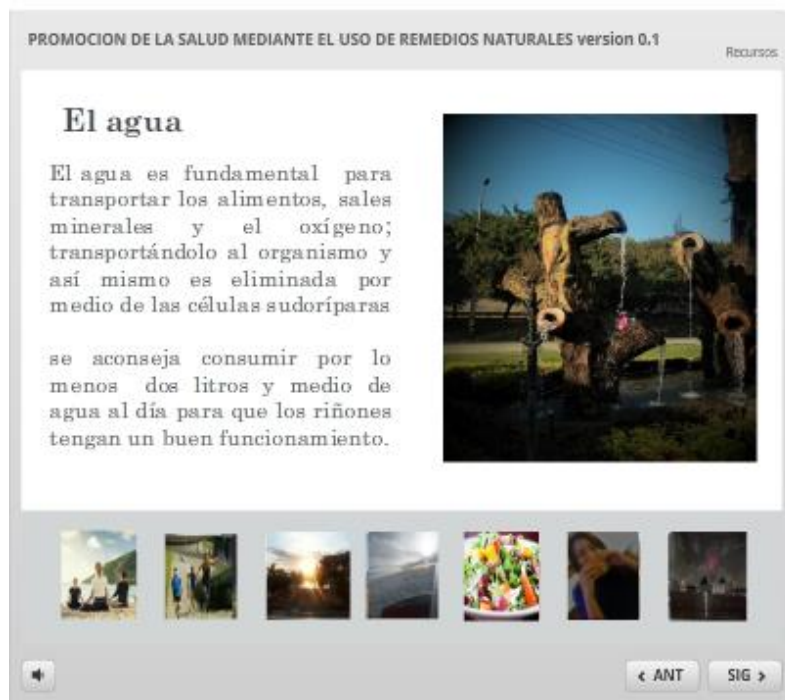 PROMOCION DE LA SALUD MEDIANTE EL USO DE REMEDIOS NATURALES version 0.1
Recursos
El agua
El agua es fundamental para
transportar los alimentos, sales
minerales y el oxígeno;
transportándolo al organismo y
así mismo es eliminada por
medio de las células sudoríparas
se aconseja consumir por lo
menos dos litros y medio de
agua al día para que los riñones
tengan un buen funcionamiento.
‹ ANT
SIG ›